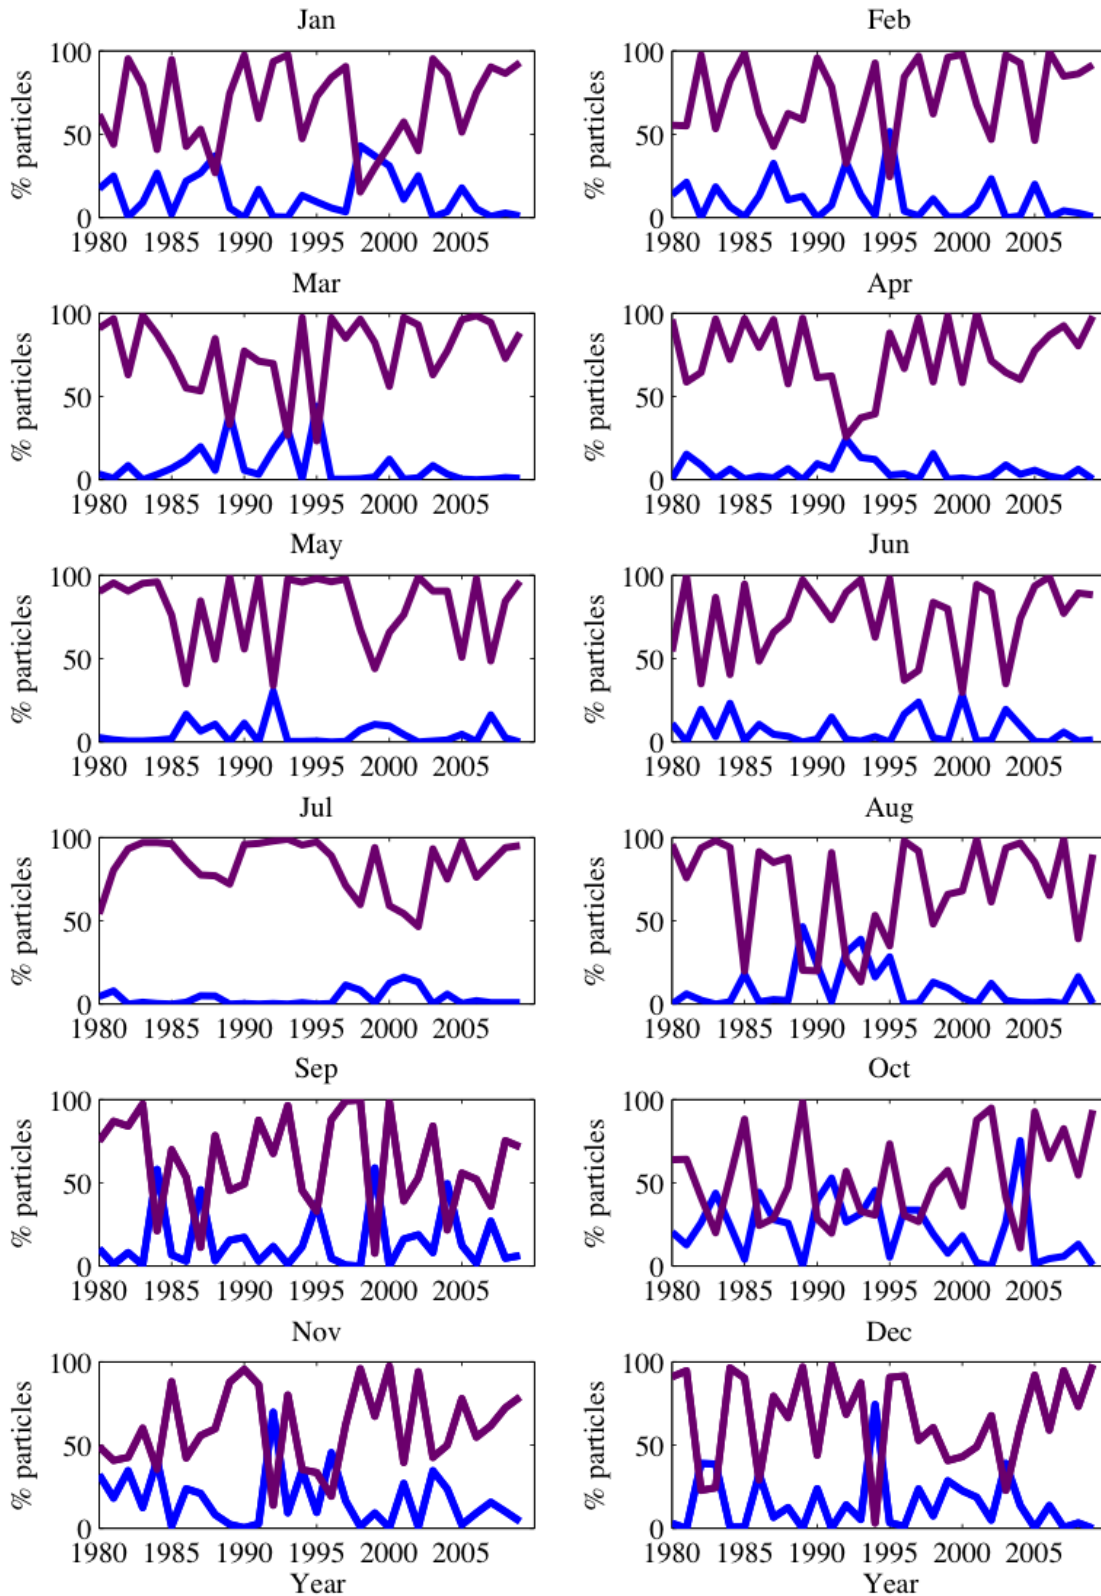 Jan Feb
100 100
% particles 50 % particles 50
0 0
1980 1985 1990 1995 2000 2005 1980 1985 1990 1995 2000 2005
Mar Apr
100 100
% particles 50 % particles 50
0 0
1980 1985 1990 1995 2000 2005 1980 1985 1990 1995 2000 2005
May Jun
100 100
% particles 50 % particles 50
0 0
1980 1985 1990 1995 2000 2005 1980 1985 1990 1995 2000 2005
Jul Aug
100 100
% particles 50 % particles 50
0 0
1980 1985 1990 1995 2000 2005 1980 1985 1990 1995 2000 2005
Sep Oct
100 100
% particles 50 % particles 50
0 0
1980 1985 1990 1995 2000 2005 1980 1985 1990 1995 2000 2005
Nov Dec
100 100
% particles 50 % particles 50
0 0
1980 1985 1990 1995 2000 2005 1980 1985 1990 1995 2000 2005
Year Year